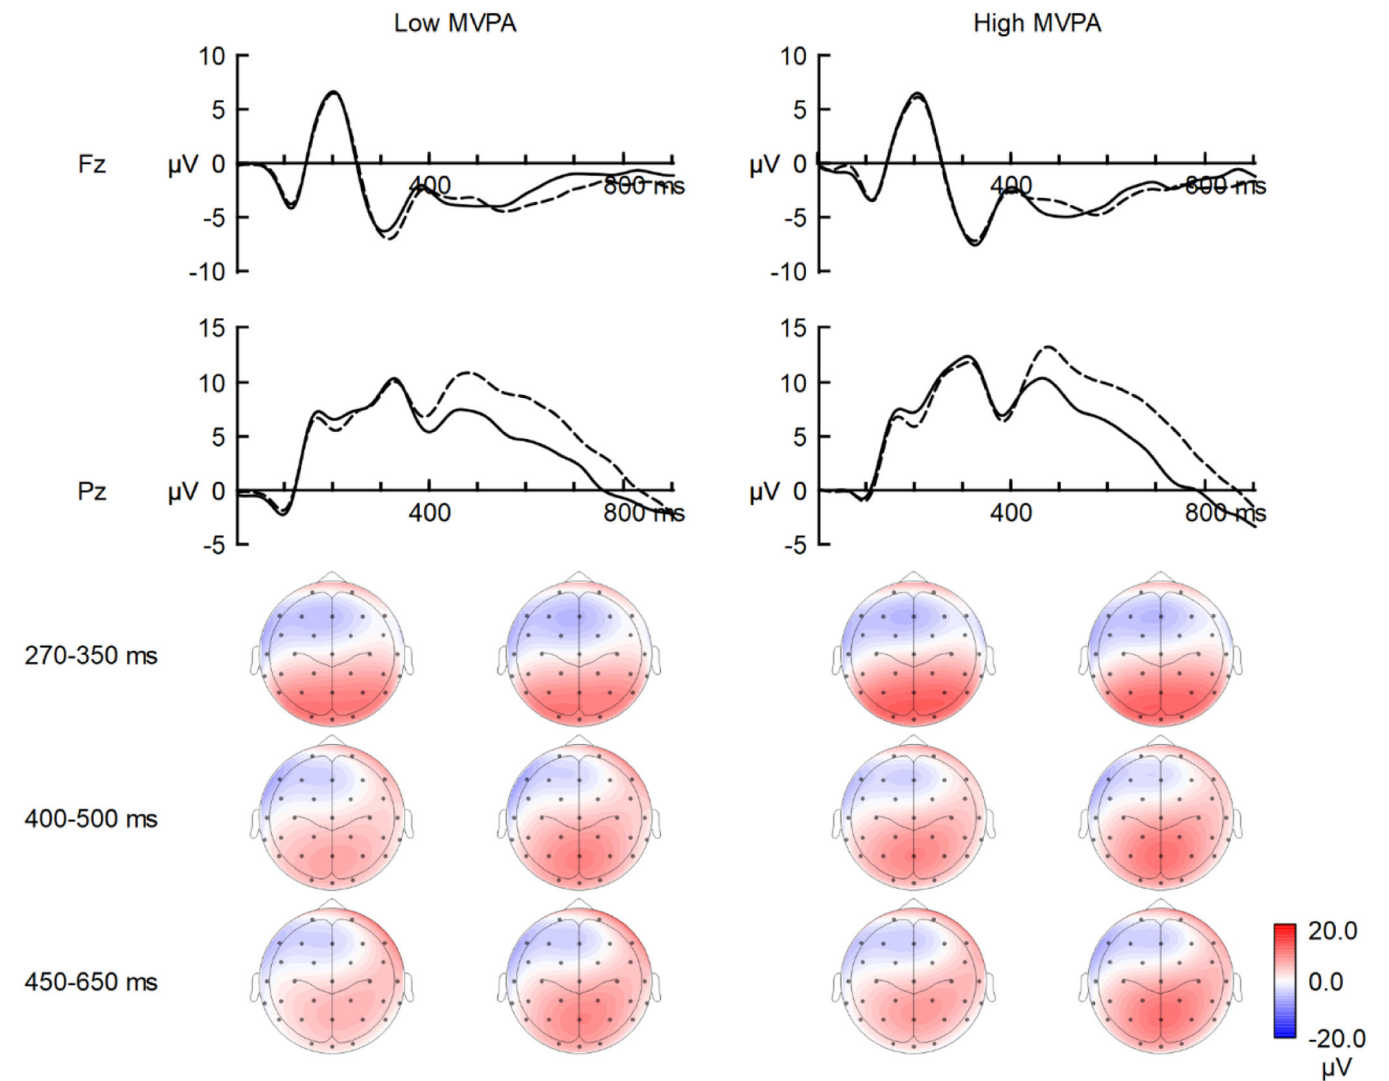 Low MVPA High MVPA
10 10
5 5
Fz µV 0 µV 0
400 800 ms 400 800 ms
-5 -5
-10 -10
15 15
10 10
5 5
Pz µV 0 µV 0
400 800 ms 400 800 ms
-5 -5
270-350 ms
400-500 ms
450-650 ms
20.0
0.0
-20.0
µV